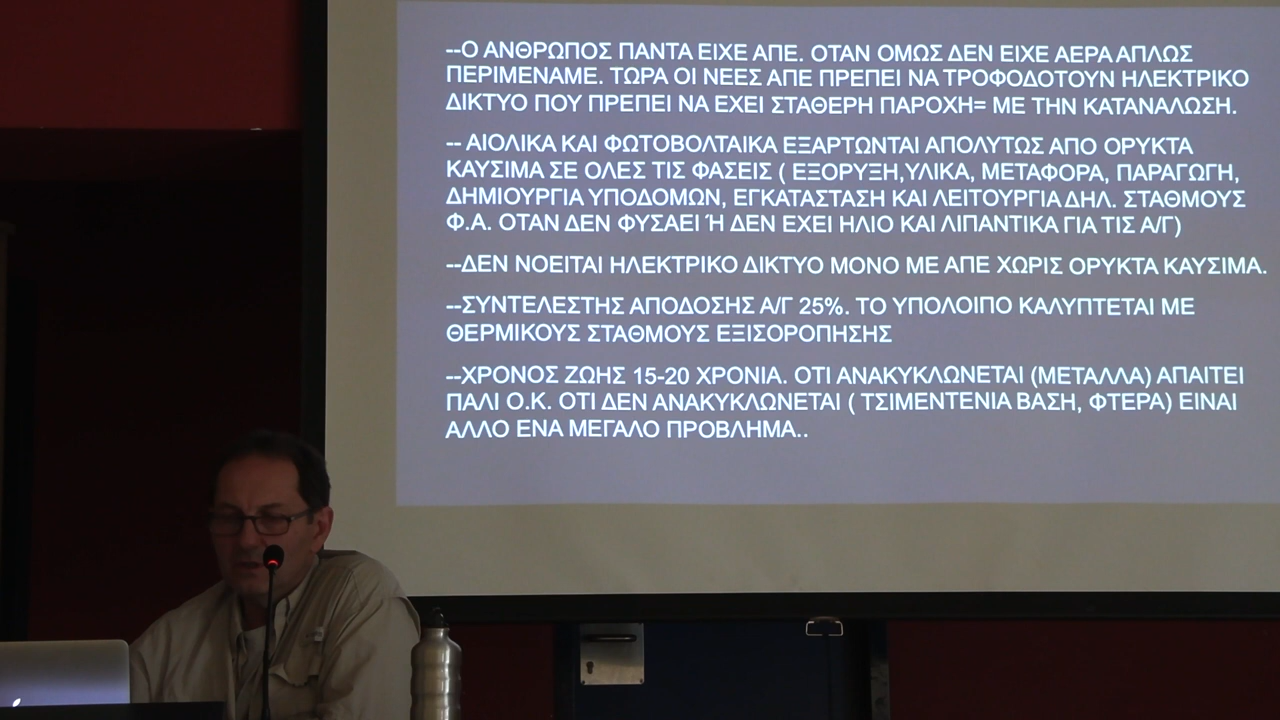 --Ο ΑΝΘΡΩΠΟΣ ΠΑΝΤΑ ΕΙΧΕ ΑΠΕ. ΟΤΑΝ ΟΜΩΣ ΔΕΝ ΕΙΧΕ ΑΕΡΑ ΑΠΛΩΣ
ΠΕΡΙΜΕΝΑΜΕ. ΤΩΡΑ ΟΙ ΝΕΕΣ ΑΠΕ ΠΡΕΠΕΙ ΝΑ ΤΡΟΦΟΔΟΤΟΥΝ ΗΛΕΚΤΡΙΚΟ
ΔΙΚΤΥΟ ΠΟΥ ΠΡΕΠΕΙ ΝΑ ΕΧΕΙ ΣΤΑΘΕΡΗ ΠΑΡΟΧΗ= ΜΕ ΤΗΝ ΚΑΤΑΝΑΛΩΣΗ.
-- ΑΙΟΛΙΚΑ ΚΑΙ ΦΩΤΟΒΟΛΤΑΙΚΑ ΕΞΑΡΤΩΝΤΑΙ ΑΠΟΛΥΤΩΣ ΑΠΟ ΟΡΥΚΤΑ
ΚΑΥΣΙΜΑ ΣΕ ΟΛΕΣ ΤΙΣ ΦΑΣΕΙΣ ( ΕΞΟΡΥΞΗ,ΥΛΙΚΑ, ΜΕΤΑΦΟΡΑ, ΠΑΡΑΓΩΓΗ,
ΔΗΜΙΟΥΡΓΙΑ ΥΠΟΔΟΜΩΝ, ΕΓΚΑΤΑΣΤΑΣΗ ΚΑΙ ΛΕΙΤΟΥΡΓΙΑ ΔΗΛ. ΣΤΑΘΜΟΥΣ
Φ.Α. ΟΤΑΝ ΔΕΝ ΦΥΣΑΕΙ Ή ΔΕΝ ΕΧΕΙ ΗΛΙΟ ΚΑΙ ΛΙΠΑΝΤΙΚΑ ΓΙΑ ΤΙΣ Α/Γ)
--ΔΕΝ ΝΟΕΙΤΑΙ ΗΛΕΚΤΡΙΚΟ ΔΙΚΤΥΟ ΜΟΝΟ ΜΕ ΑΠΕ ΧΩΡΙΣ ΟΡΥΚΤΑ ΚΑΥΣΙΜΑ.
--ΣΥΝΤΕΛΕΣΤΗΣ ΑΠΟΔΟΣΗΣ Α/Γ 25%. ΤΟ ΥΠΟΛΟΙΠΟ ΚΑΛΥΠΤΕΤΑΙ ΜΕ
ΘΕΡΜΙΚΟΥΣ ΣΤΑΘΜΟΥΣ ΕΞΙΣΟΡΟΠΗΣΗΣ
--ΧΡΟΝΟΣ ΖΩΗΣ 15-20 ΧΡΟΝΙΑ. ΟΤΙ ΑΝΑΚΥΚΛΩΝΕΤΑΙ (ΜΕΤΑΛΛΑ) ΑΠΑΙΤΕΙ
ΠΑΛΙ Ο.Κ. ΟΤΙ ΔΕΝ ΑΝΑΚΥΚΛΩΝΕΤΑΙ ( ΤΣΙΜΕΝΤΕΝΙΑ ΒΑΣΗ, ΦΤΕΡΑ) ΕΙΝΑΙ
ΑΛΛΟ ΕΝΑ ΜΕΓΑΛΟ ΠΡΟΒΛΗΜΑ..